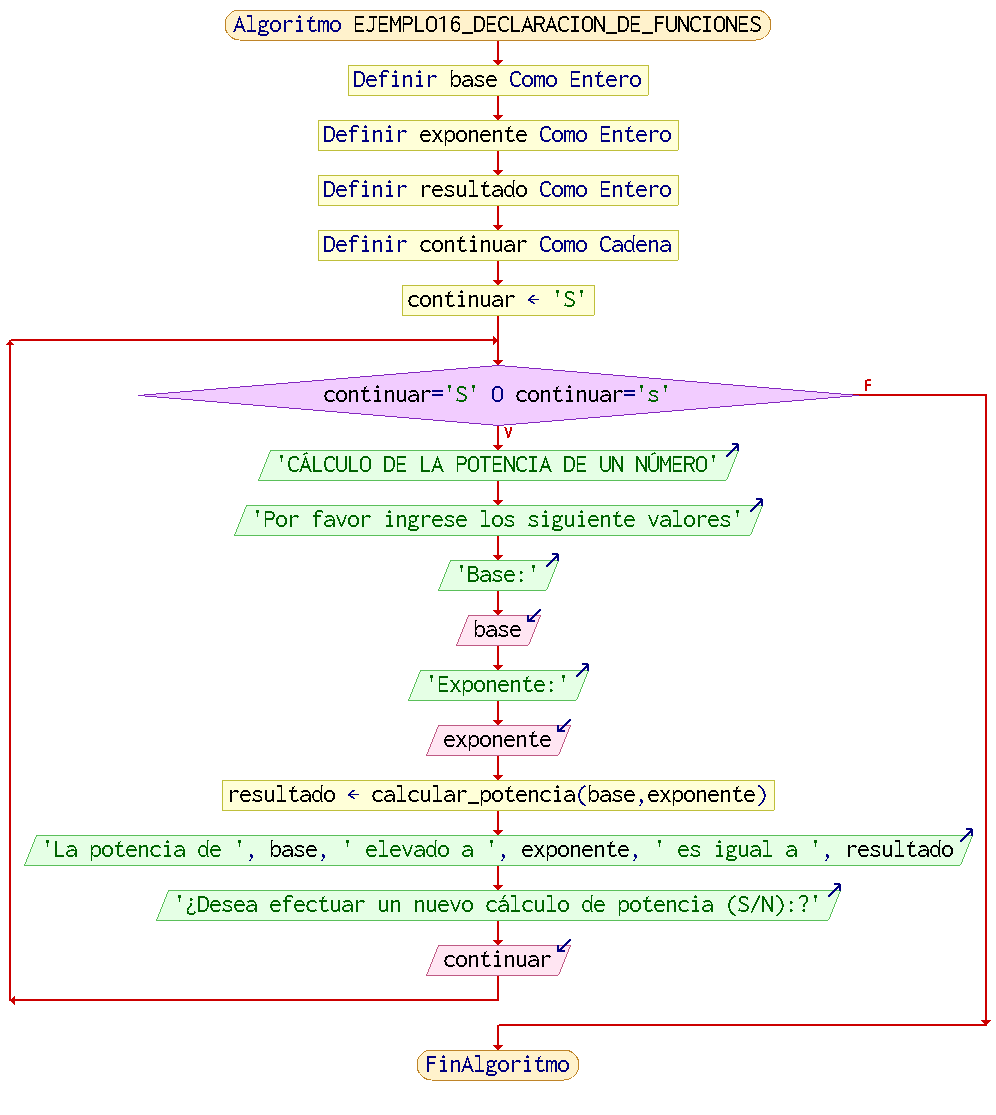 Algoritmo EJEMPLO16_DECLARACION_DE_FUNCIONES
Definir base Como Entero
Definir exponente Como Entero
Definir resultado Como Entero
Definir continuar Como Cadena
continuar ← 'S'
continuar='S' O continuar='s'
F
V
'CÁLCULO DE LA POTENCIA DE UN NÚMERO'
'Por favor ingrese los siguiente valores'
'Base:'
base
'Exponente:'
exponente
resultado ← calcular_potencia(base,exponente)
'La potencia de ', base, ' elevado a ', exponente, ' es igual a ', resultado
'¿Desea efectuar un nuevo cálculo de potencia (S/N):?'
continuar
FinAlgoritmo